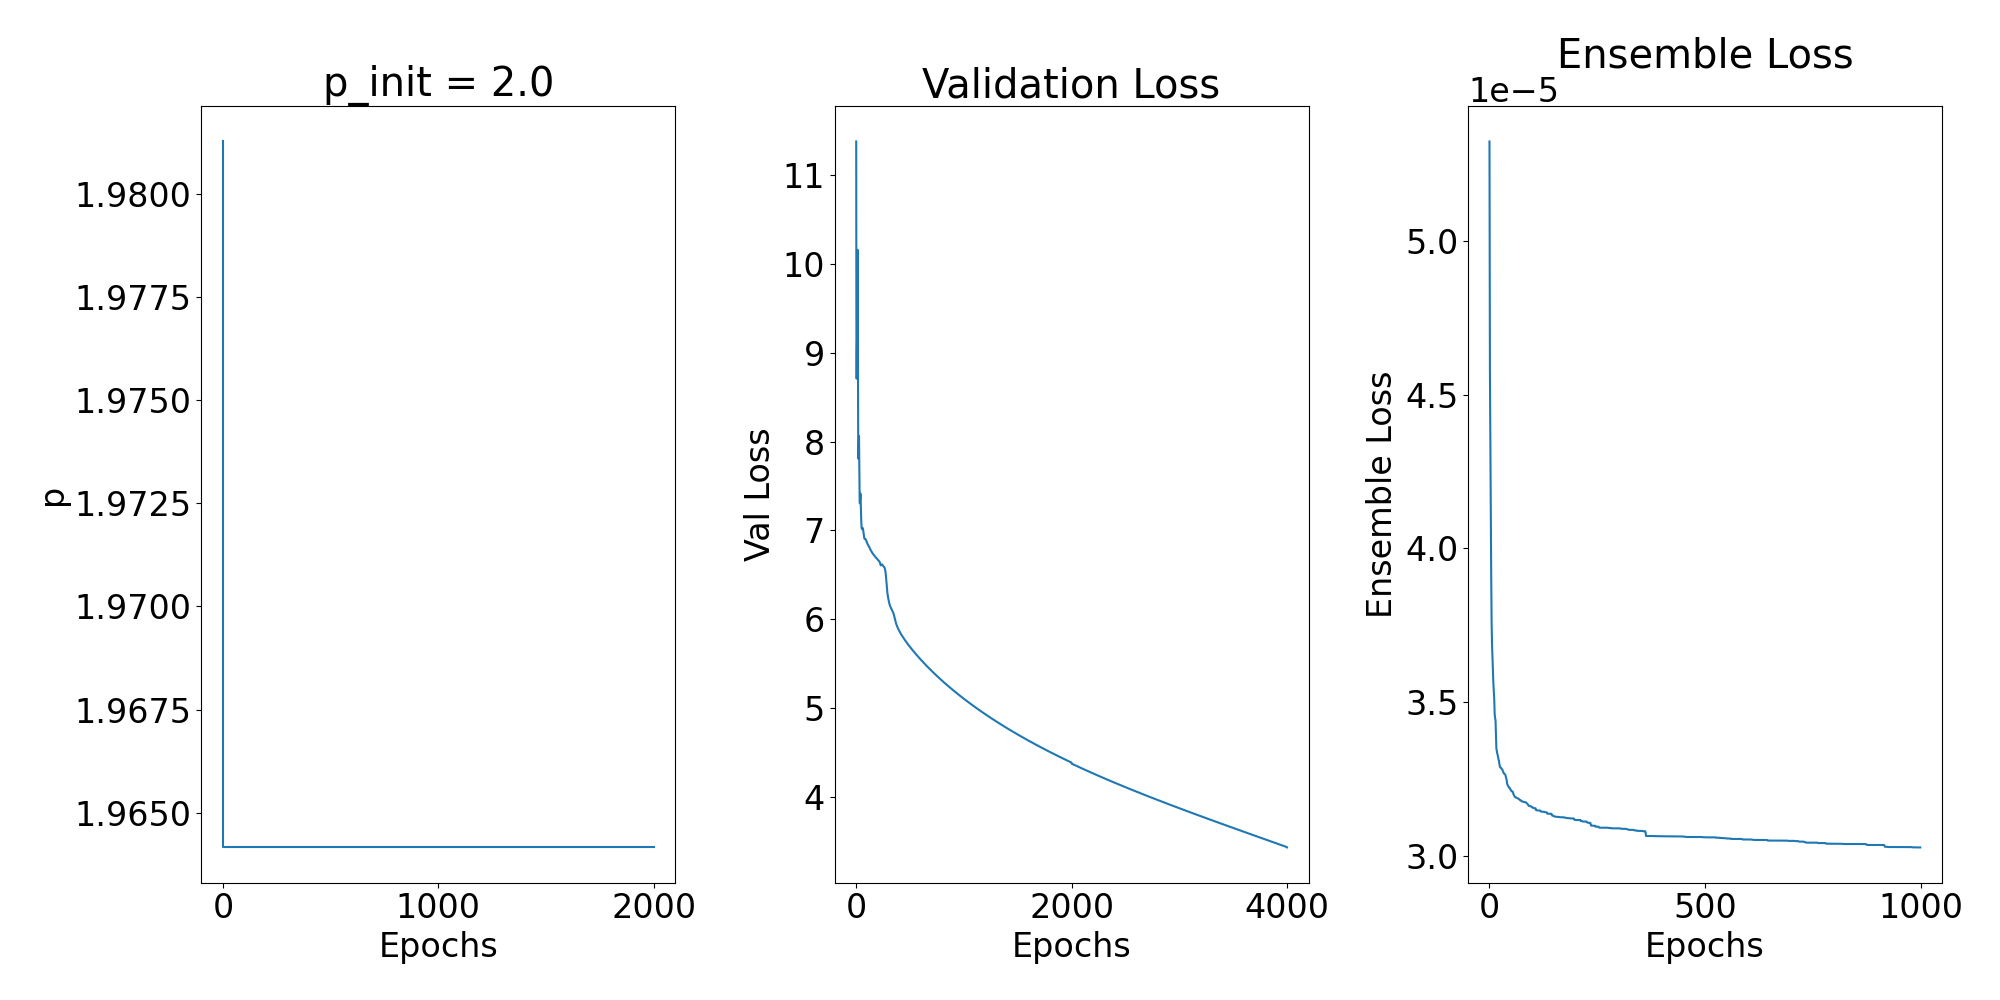 p_init = 2.0
p
1.9800
1.9775
1.9750
1.9725
1.9700
1.9675
1.9650
0 1000 2000
Epochs
Validation Loss
Val Loss
11
10
9
8
7
6
5
4
0 2000 4000
Epochs
Ensemble Loss
1e−5
Ensemble Loss
5.0
4.5
4.0
3.5
3.0
0 500 1000
Epochs